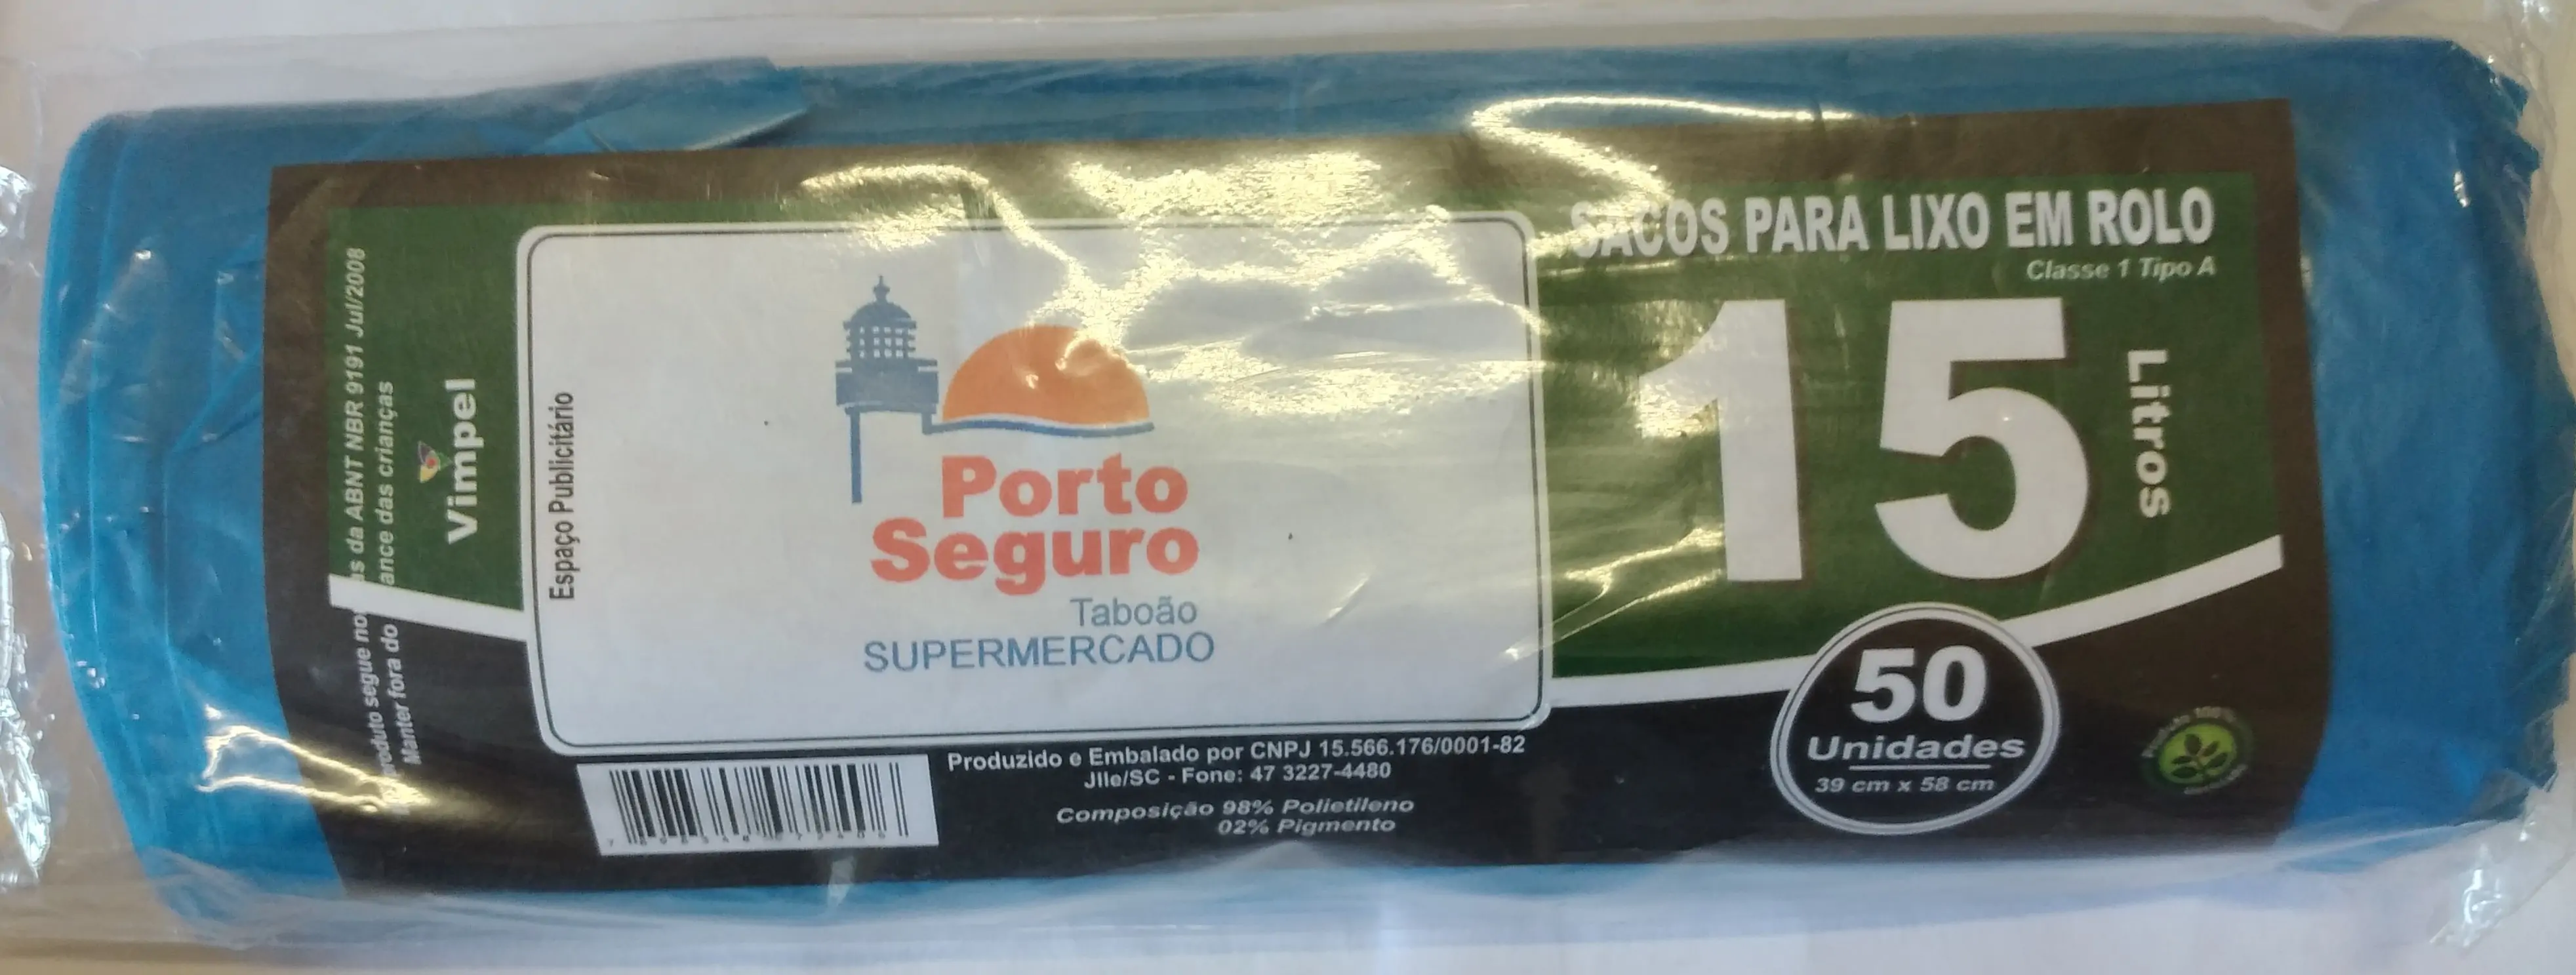 SACOS PARA LIXO EM ROLO
Classe 1 Tipo A
15
Litros
50
Unidades
39 cm x 58 cm
Porto
Seguro
Taboão
SUPERMERCADO
Espaço Publicitário
Vimpel
produto segue as da ABNT NBR 9191 Jul/2008
Manter fora do ance das crianças
Produzido e Embalado por CNPJ 15.566.176/0001-82
Jlle/SC - Fone: 47 3227-4480
Composição 98% Polietileno
02% Pigmento